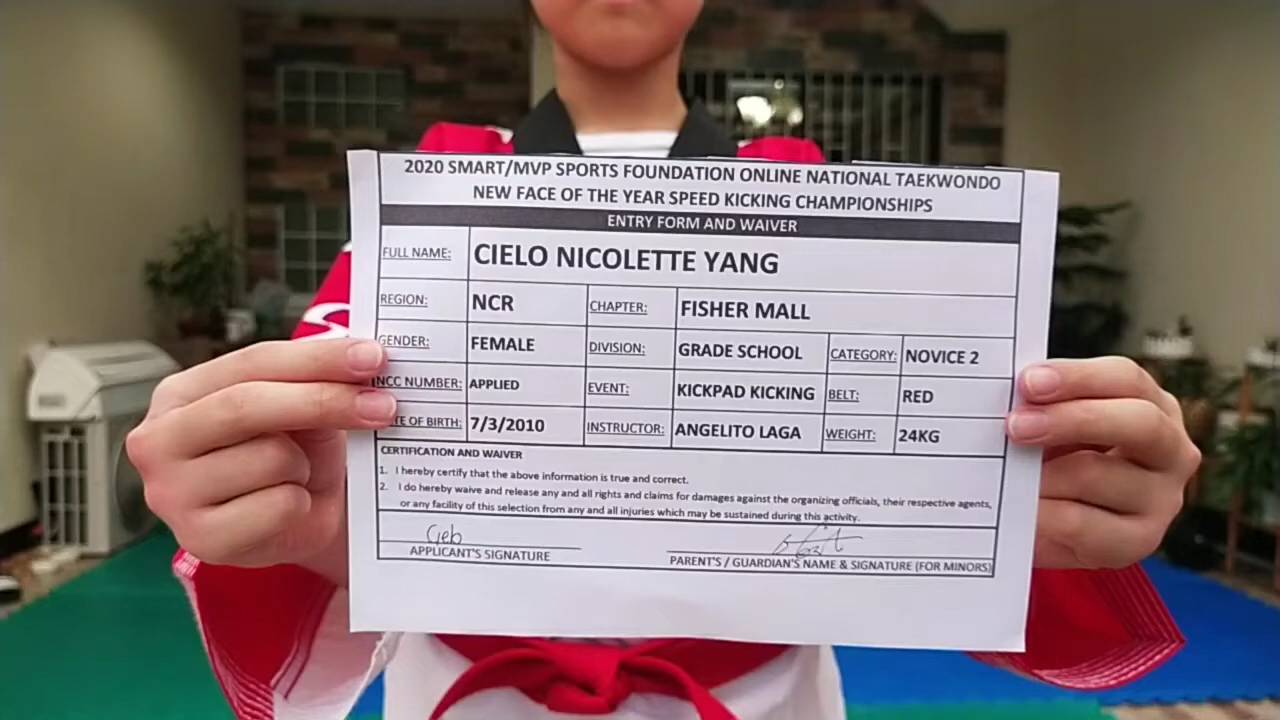 2020 SMART/MVP SPORTS FOUNDATION ONLINE NATIONAL TAEKWONDO
NEW FACE OF THE YEAR SPEED KICKING CHAMPIONSHIPS
ENTRY FORM AND WAIVER
FULL NAME: CIELO NICOLETTE YANG
REGION: NCR CHAPTER: FISHER MALL
GENDER: FEMALE DIVISION: GRADE SCHOOL CATEGORY: NOVICE 2
NCC NUMBER: APPLIED EVENT: KICKPAD KICKING BELT: RED
TE OF BIRTH: 7/3/2010 INSTRUCTOR: ANGELITO LAGA WEIGHT: 24KG
CERTIFICATION AND WAIVER
1. I hereby certify that the above information is true and correct.
2. I do hereby waive and release any and all rights and claims for damages against the organizing officials, their respective agents,
or any facility of this selection from any and all injuries which may be sustained during this activity.
APPLICANT'S SIGNATURE PARENT'S / GUARDIAN'S NAME & SIGNATURE (FOR MINORS)